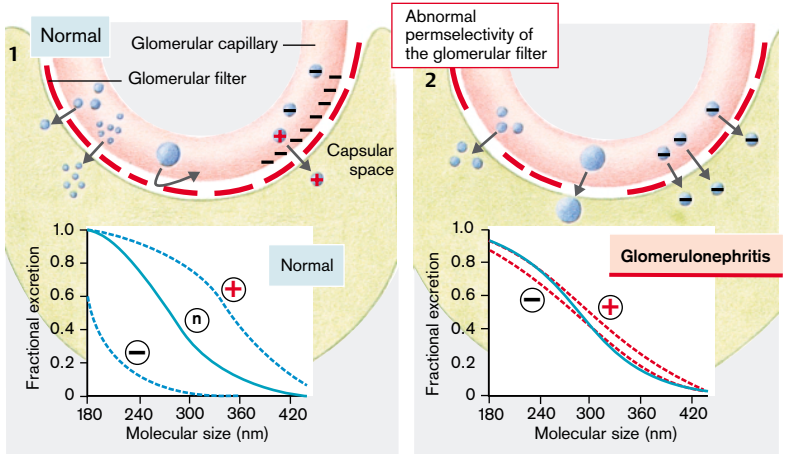 1
Normal
Glomerular capillary
Glomerular filter
Capsular
space
−
−
+
+
Fractional excretion
1.0
0.8
0.6
0.4
0.2
0
Normal
+
n
−
180
240
300
360
420
Molecular size (nm)
Abnormal
permselectivity of
the glomerular filter
2
−
−
−
−
−
−
Fractional excretion
1.0
0.8
0.6
0.4
0.2
0
Glomerulonephritis
−
+
180
240
300
360
420
Molecular size (nm)